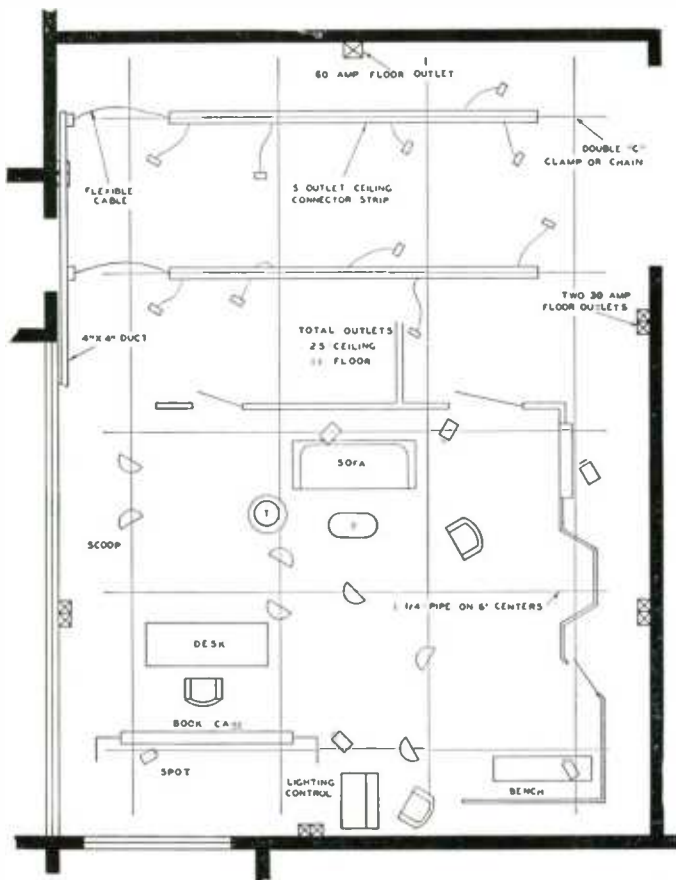 60 AMP FLOOR OUTLET
DOUBLE "C"
CLAMP OR CHAIN
FLEXIBLE
CABLE
5 OUTLET CEILING
CONNECTOR STRIP
TWO 30 AMP
FLOOR OUTLETS
4"X 4" DUCT
TOTAL OUTLETS
25 CEILING
FLOOR
SOFA
T
SCOOP
1/4 PIPE ON 6' CENTERS
DESK
BOOK
SPOT
LIGHTING
CONTROL
BENCH